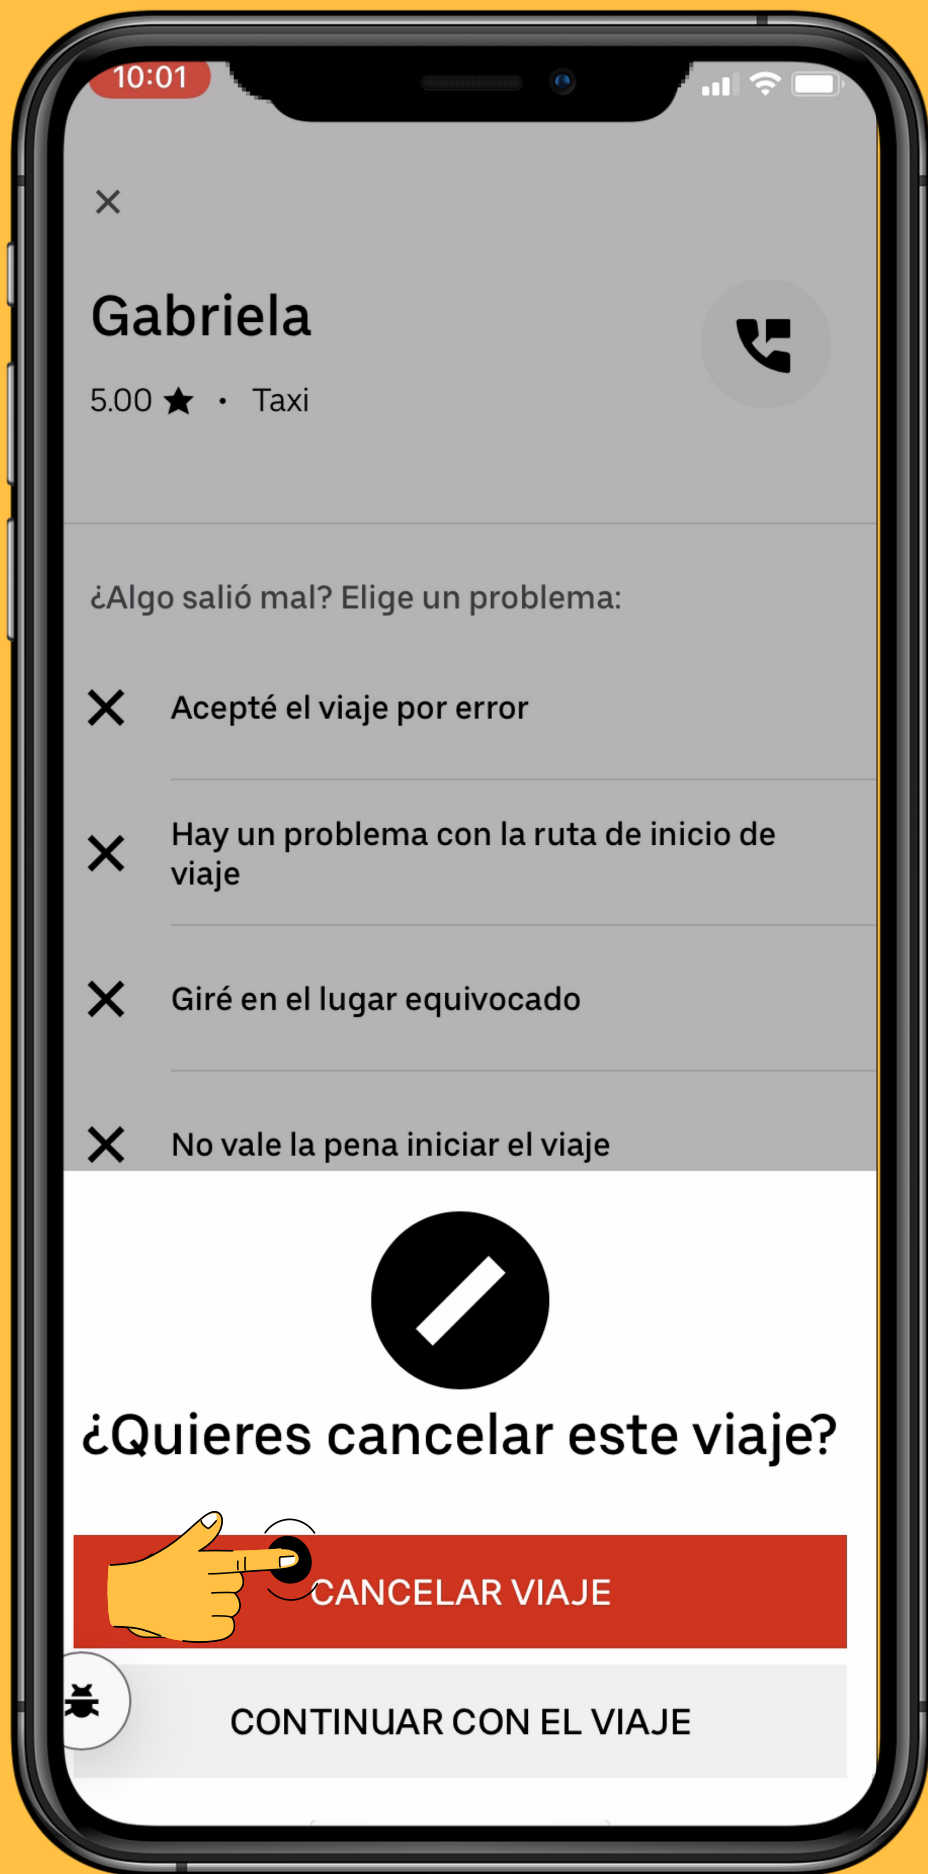 10:01
Gabriela
5.00 ★ · Taxi
¿Algo salió mal? Elige un problema:
Acepté el viaje por error
Hay un problema con la ruta de inicio de
viaje
Giré en el lugar equivocado
No vale la pena iniciar el viaje
¿Quieres cancelar este viaje?
CANCELAR VIAJE
CONTINUAR CON EL VIAJE